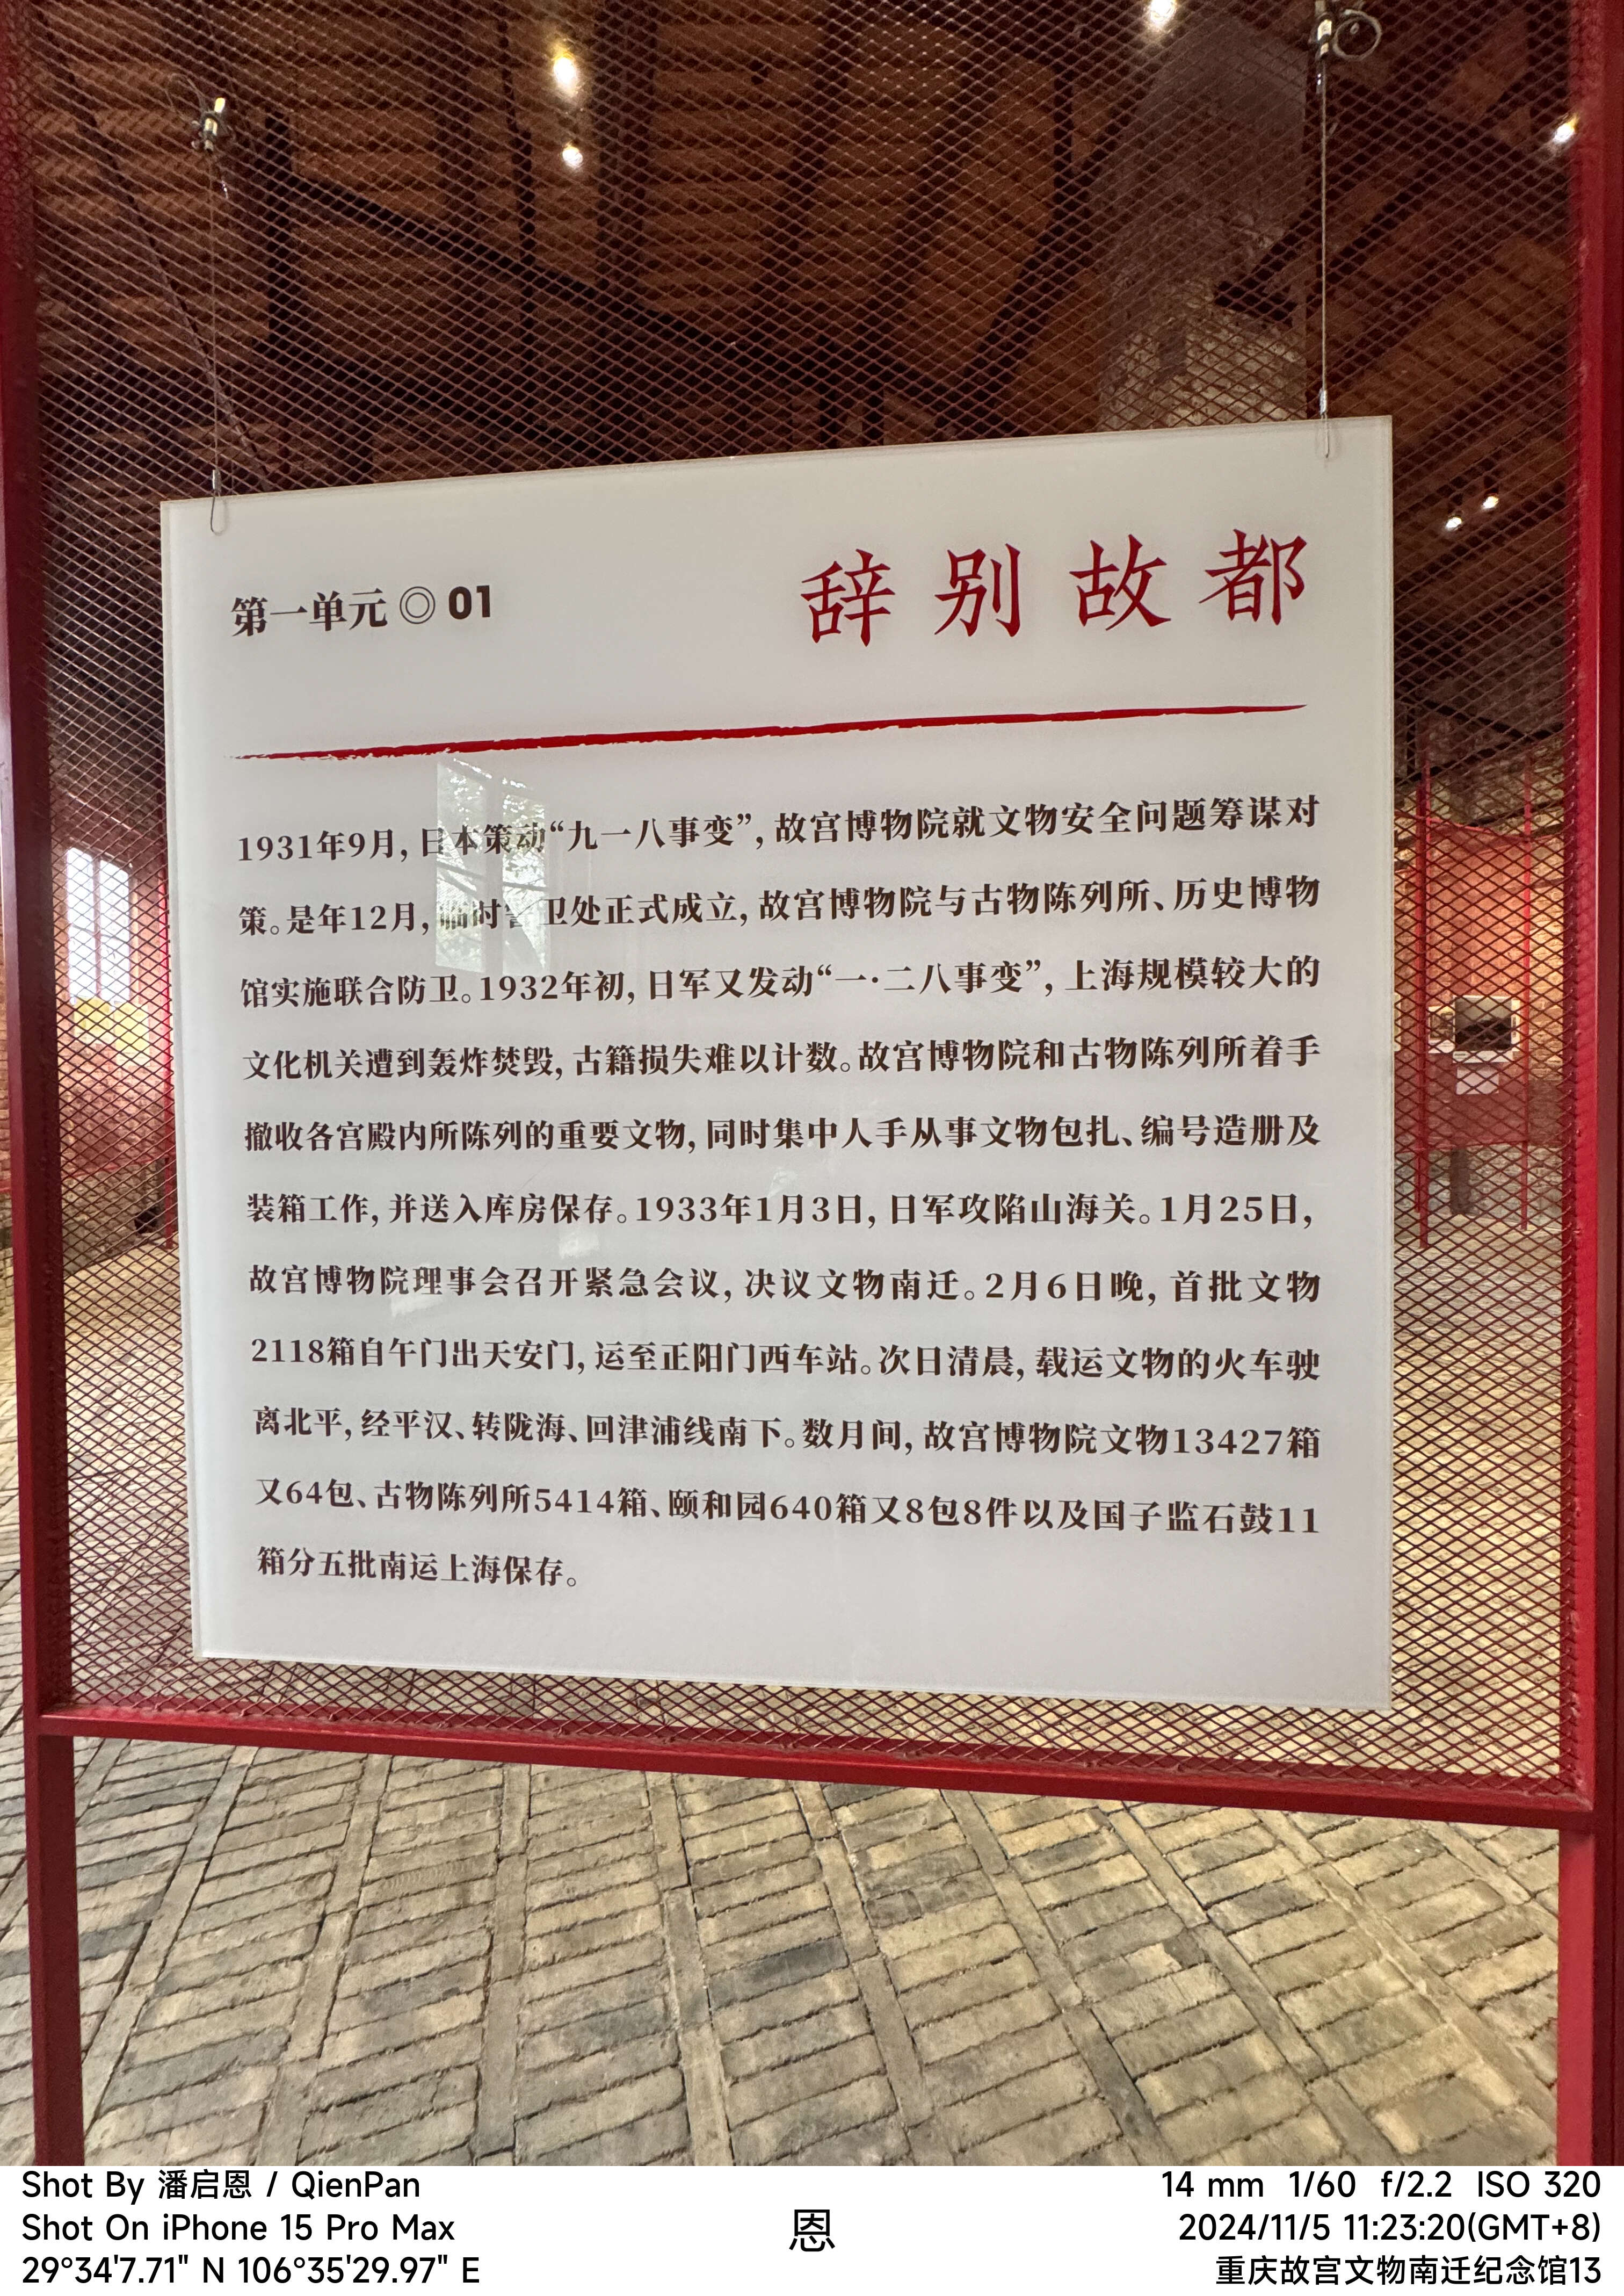 第一单元 ◎ 01
辞别故都
1931年9月，日本策动“九一八事变”，故宫博物院就文物安全问题筹谋对
策。是年12月，临时警卫处正式成立，故宫博物院与古物陈列所、历史博物
馆实施联合防卫。1932年初，日军又发动“一·二八事变”，上海规模较大的
文化机关遭到轰炸焚毁，古籍损失难以计数。故宫博物院和古物陈列所着手
撤收各宫殿内所陈列的重要文物，同时集中人手从事文物包扎、编号造册及
装箱工作，并送入库房保存。1933年1月3日，日军攻陷山海关。1月25日，
故宫博物院理事会召开紧急会议，决议文物南迁。2月6日晚，首批文物
2118箱自午门出天安门，运至正阳门西车站。次日清晨，载运文物的火车驶
离北平，经平汉、转陇海、回津浦线南下。数月间，故宫博物院文物13427箱
又64包、古物陈列所5414箱、颐和园640箱又8包8件以及国子监石鼓11
箱分五批南运上海保存。
Shot By 潘启恩 / QienPan
Shot On iPhone 15 Pro Max
29°34'7.71" N 106°35'29.97" E
恩
14 mm 1/60 f/2.2 ISO 320
2024/11/5 11:23:20(GMT+8)
重庆故宫文物南迁纪念馆13